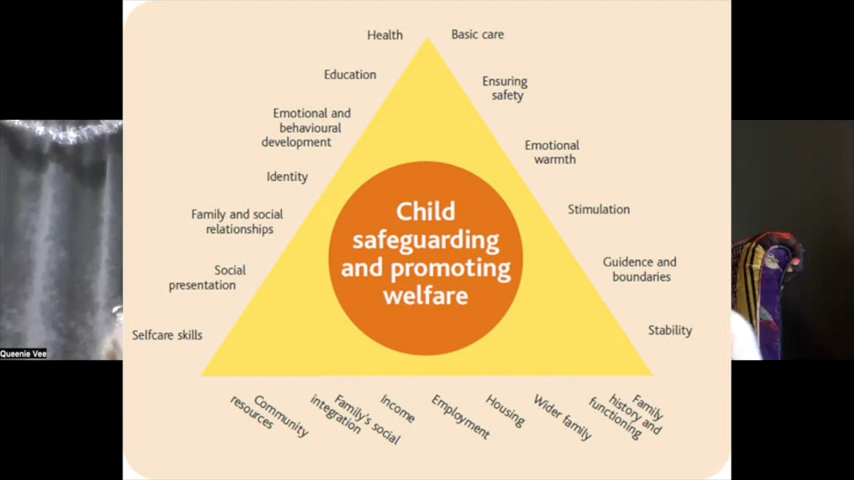 Health
Basic care
Education
Ensuring
safety
Emotional and
behavioural
development
Emotional
warmth
Identity
Stimulation
Family and social
relationships
Guidance and
boundaries
Social
presentation
Stability
Selfcare skills
Child
safeguarding
and promoting
welfare
Queenie Vee
Community
resources
Family's social
integration
Income
Employment
Housing
Wider family
Family
history and
functioning